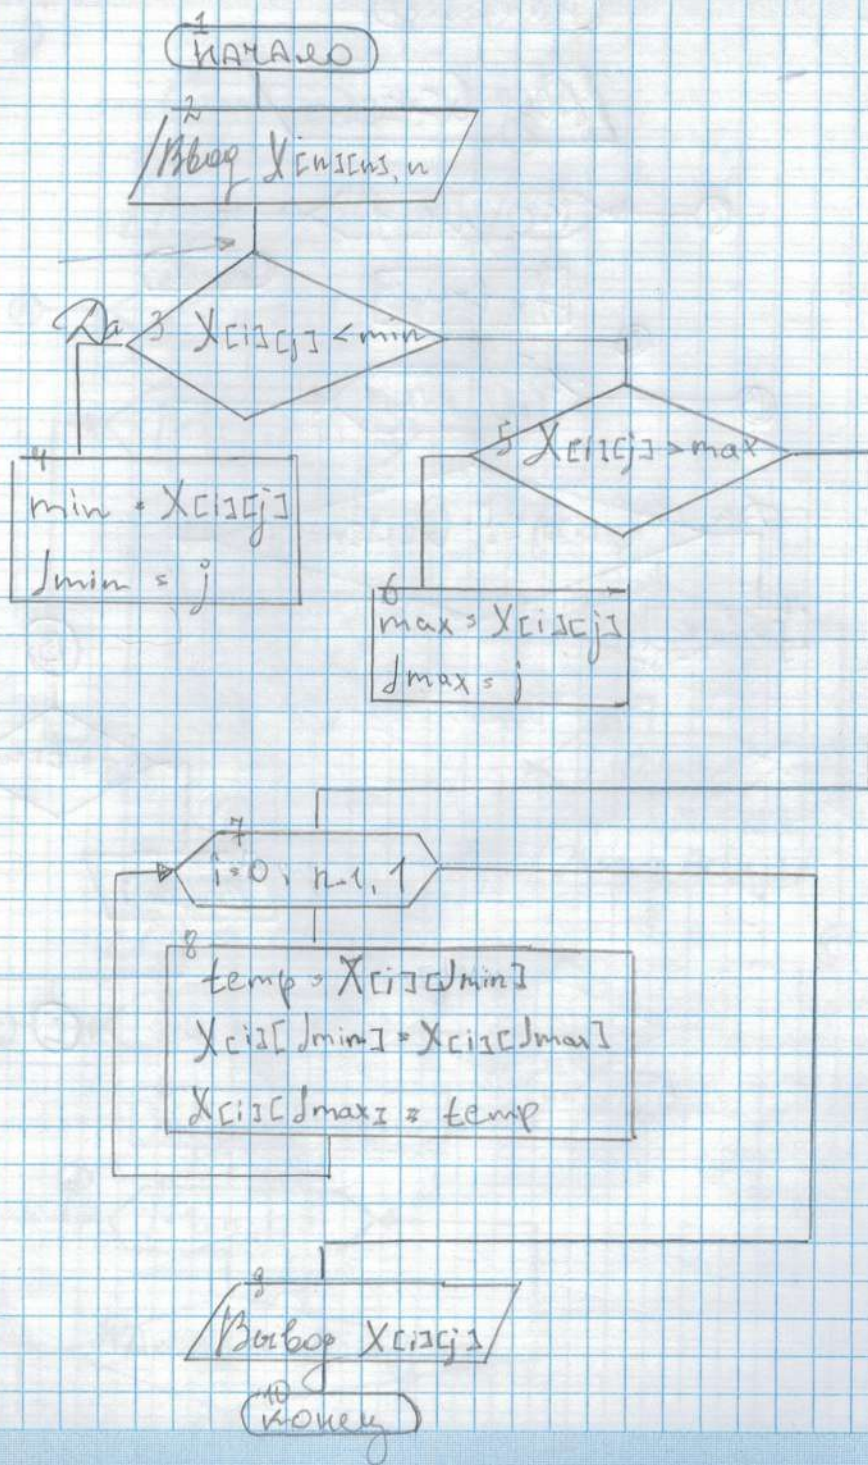 1
НАЧАЛО
2
Ввод X[n][n], n
Да
3 X[i][j] < min
5 X[i][j] > max
4
min = X[i][j]
Jmin = j
6
max = X[i][j]
Jmax = j
7
i=0, n-1, 1
8
temp = X[i][Jmin]
X[i][Jmin] = X[i][Jmax]
X[i][Jmax] = temp
9
Вывод X[i][j]
10
Конец